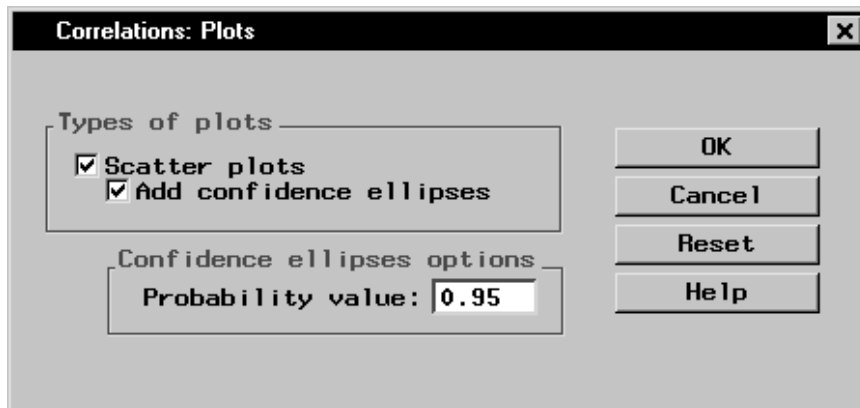 Correlations: Plots
Types of plots
Scatter plots
Add confidence ellipses
Confidence ellipses options
Probability value: 0.95
OK
Cancel
Reset
Help